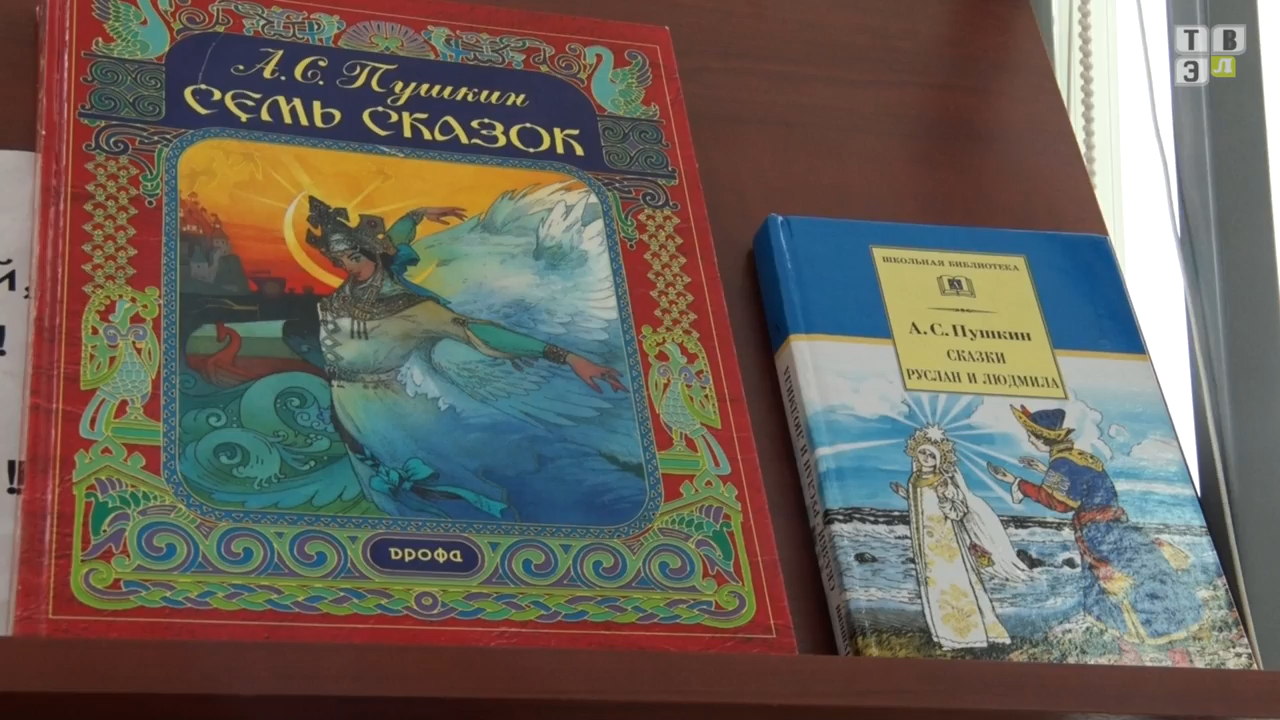 А.С. Пушкин
СЕМЬ СКАЗОК
дрофа
ШКОЛЬНАЯ БИБЛИОТЕКА
А. С. Пушкин
СКАЗКИ
РУСЛАН И ЛЮДМИЛА
ТВ
ЭЛ
Й,
!
!!